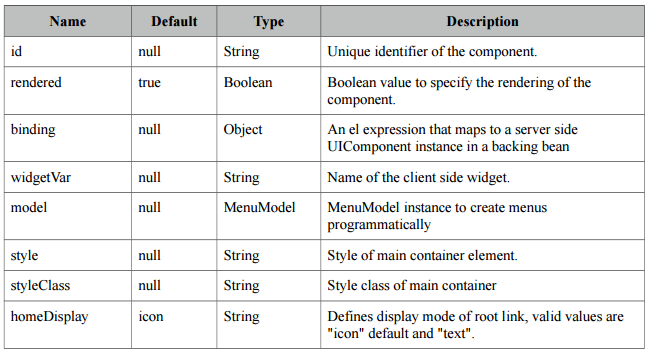 Name Default Type Description
id null String Unique identifier of the component.
rendered true Boolean Boolean value to specify the rendering of the
component.
binding null Object An el expression that maps to a server side
UIComponent instance in a backing bean
widgetVar null String Name of the client side widget.
model null MenuModel MenuModel instance to create menus
programmatically
style null String Style of main container element.
styleClass null String Style class of main container
homeDisplay icon String Defines display mode of root link, valid values are
"icon" default and "text".